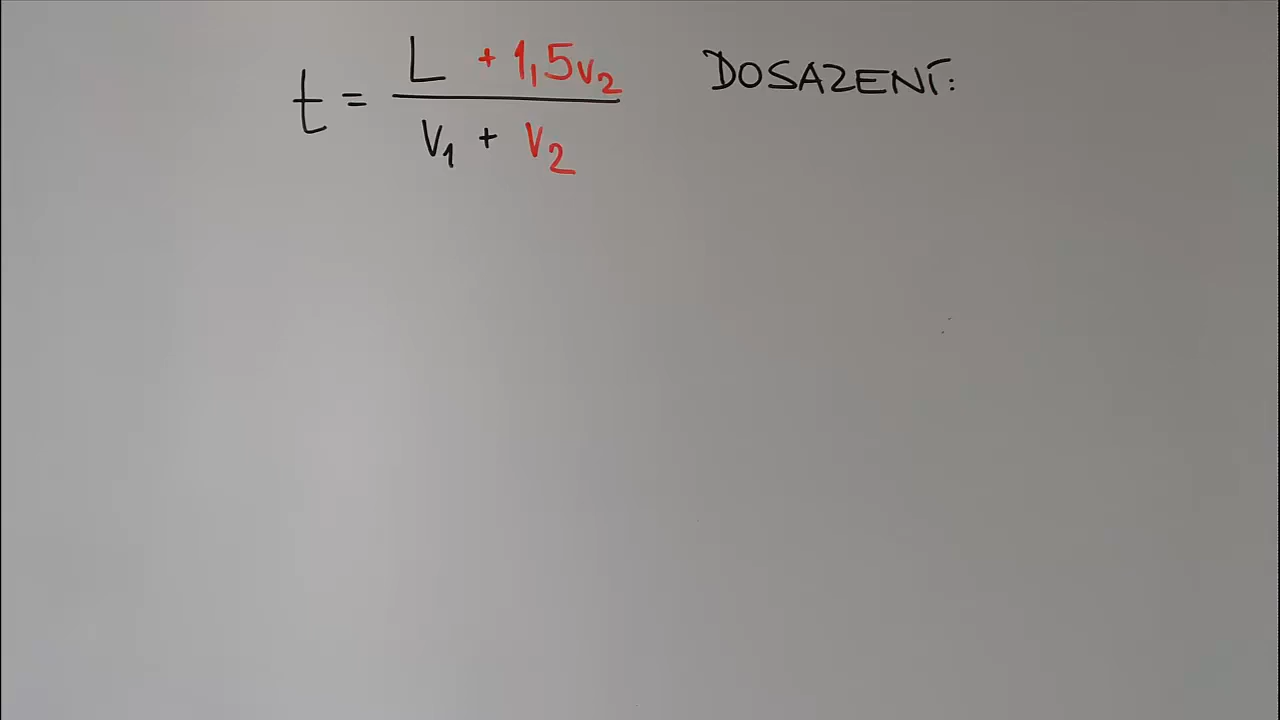 t = (L + 1,5v₂) / (v₁ + v₂)
DOSAZENÍ: